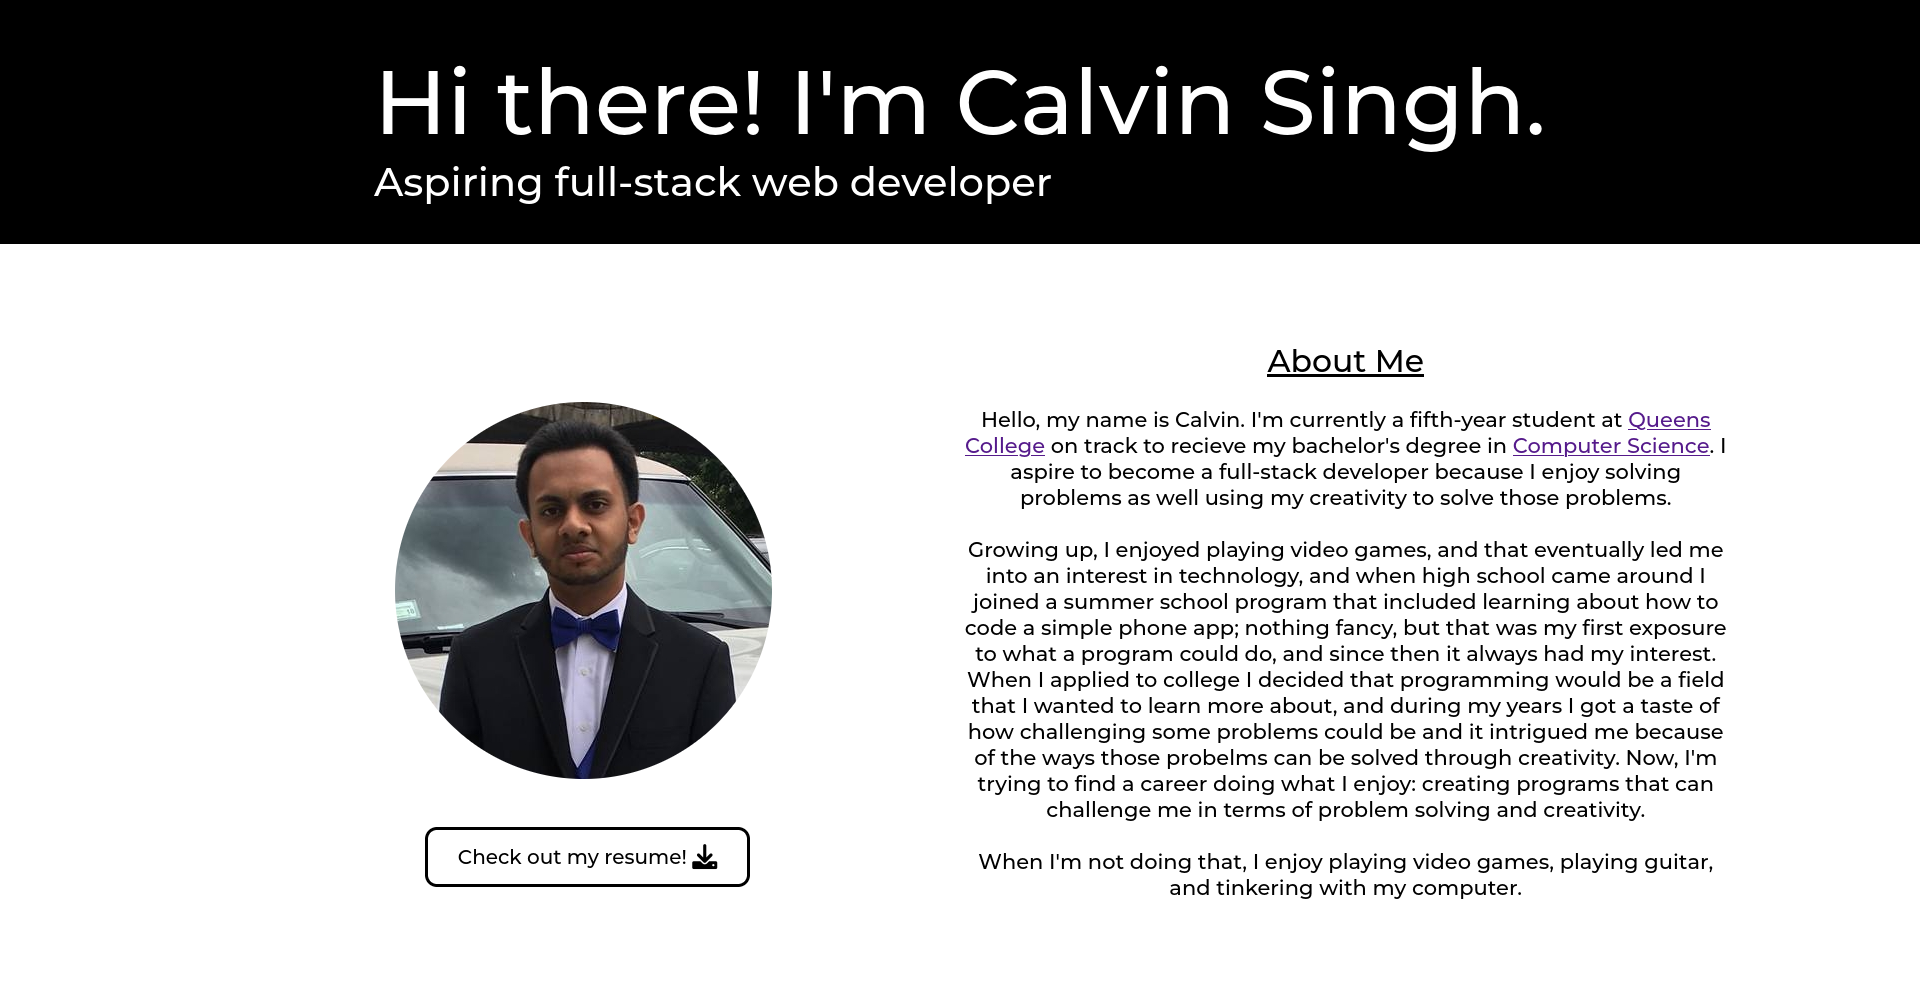 Hi there! I'm Calvin Singh.
Aspiring full-stack web developer
About Me
Hello, my name is Calvin. I'm currently a fifth-year student at Queens
College on track to recieve my bachelor's degree in Computer Science. I
aspire to become a full-stack developer because I enjoy solving
problems as well using my creativity to solve those problems.
Growing up, I enjoyed playing video games, and that eventually led me
into an interest in technology, and when high school came around I
joined a summer school program that included learning about how to
code a simple phone app; nothing fancy, but that was my first exposure
to what a program could do, and since then it always had my interest.
When I applied to college I decided that programming would be a field
that I wanted to learn more about, and during my years I got a taste of
how challenging some problems could be and it intrigued me because
of the ways those probelms can be solved through creativity. Now, I'm
trying to find a career doing what I enjoy: creating programs that can
challenge me in terms of problem solving and creativity.
When I'm not doing that, I enjoy playing video games, playing guitar,
and tinkering with my computer.
Check out my resume!